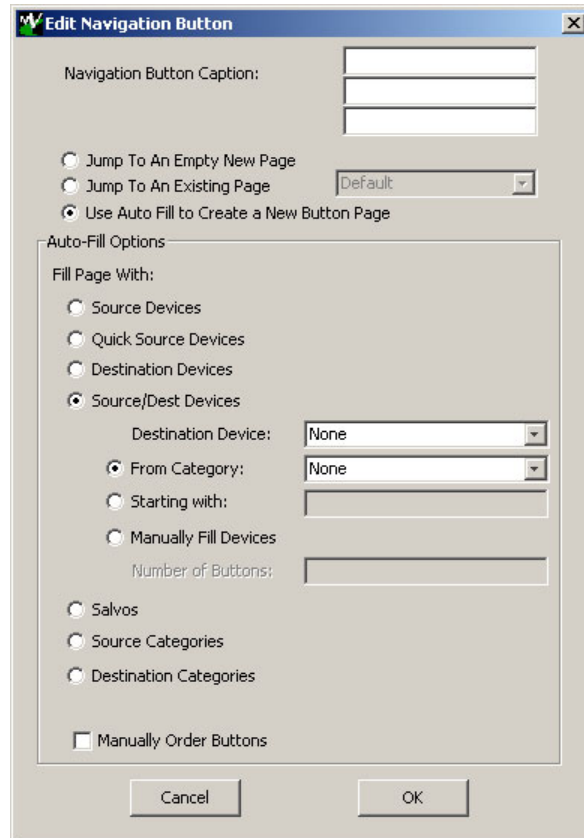 Edit Navigation Button
Navigation Button Caption:
Jump To An Empty New Page
Jump To An Existing Page Default
Use Auto Fill to Create a New Button Page
Auto-Fill Options
Fill Page With:
Source Devices
Quick Source Devices
Destination Devices
Source/Dest Devices
Destination Device: None
From Category: None
Starting with:
Manually Fill Devices
Number of Buttons:
Salvos
Source Categories
Destination Categories
Manually Order Buttons
Cancel OK